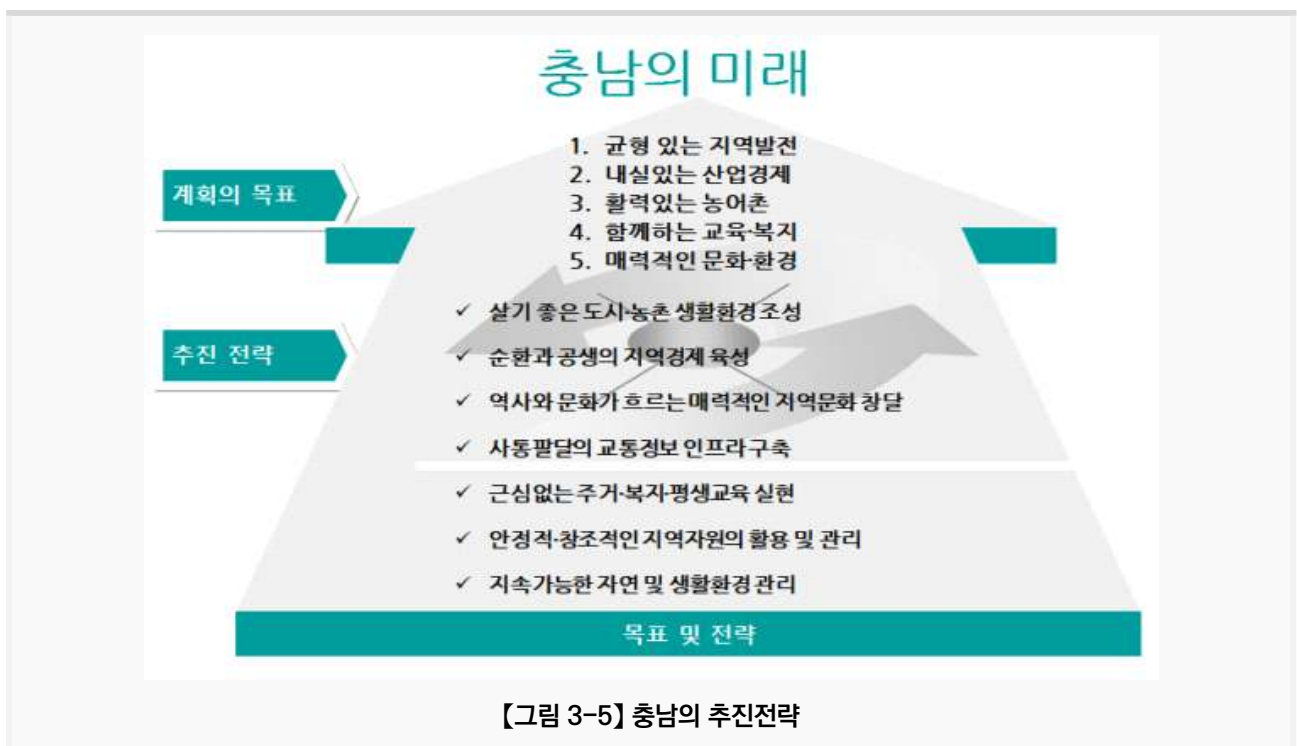 충남의 미래
계획의 목표
1. 균형 있는 지역발전
2. 내실있는 산업경제
3. 활력있는 농어촌
4. 함께하는 교육·복지
5. 매력적인 문화·환경
추진 전략
✓ 살기 좋은 도시·농촌 생활환경 조성
✓ 순환과 공생의 지역경제 육성
✓ 역사와 문화가 흐르는 매력적인 지역문화 창달
✓ 사통팔달의 교통정보 인프라 구축
✓ 근심없는 주거·복지·평생교육 실현
✓ 안정적·창조적인 지역자원의 활용 및 관리
✓ 지속가능한 자연 및 생활환경 관리
목표 및 전략
【그림 3-5】 충남의 추진전략